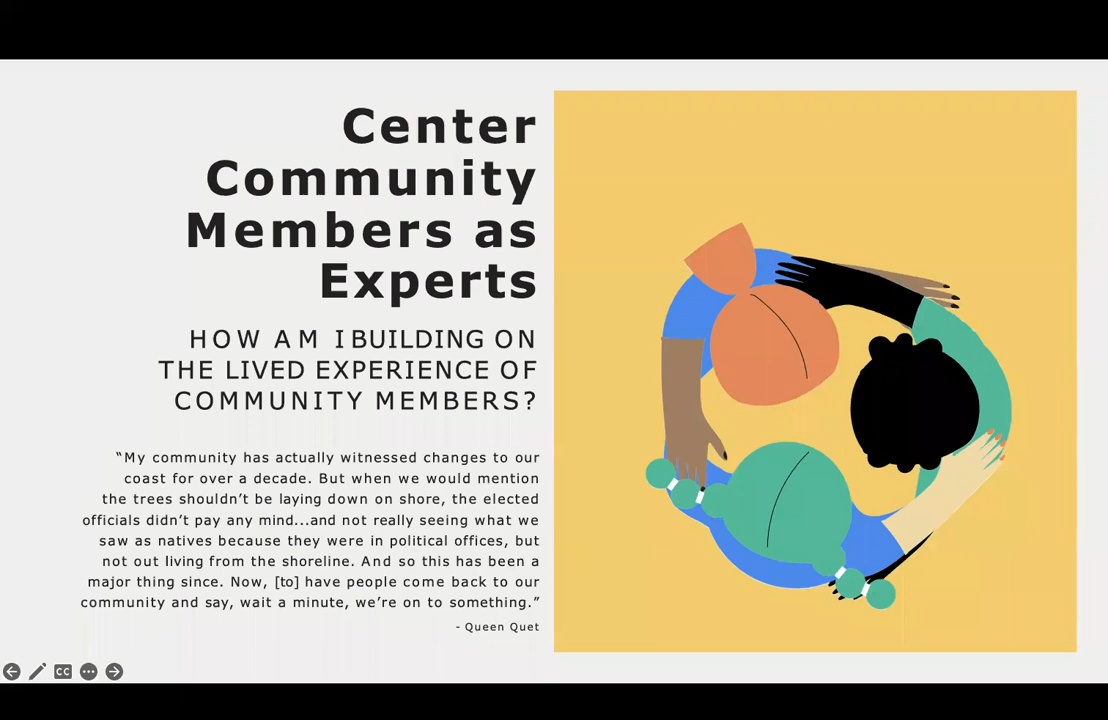 Center
Community
Members as
Experts
HOW AM I BUILDING ON
THE LIVED EXPERIENCE OF
COMMUNITY MEMBERS?
“My community has actually witnessed changes to our
coast for over a decade. But when we would mention
the trees shouldn’t be laying down on shore, the elected
officials didn’t pay any mind...and not really seeing what we
saw as natives because they were in political offices, but
not out living from the shoreline. And so this has been a
major thing since. Now, [to] have people come back to our
community and say, wait a minute, we’re on to something.”
- Queen Quet
CC